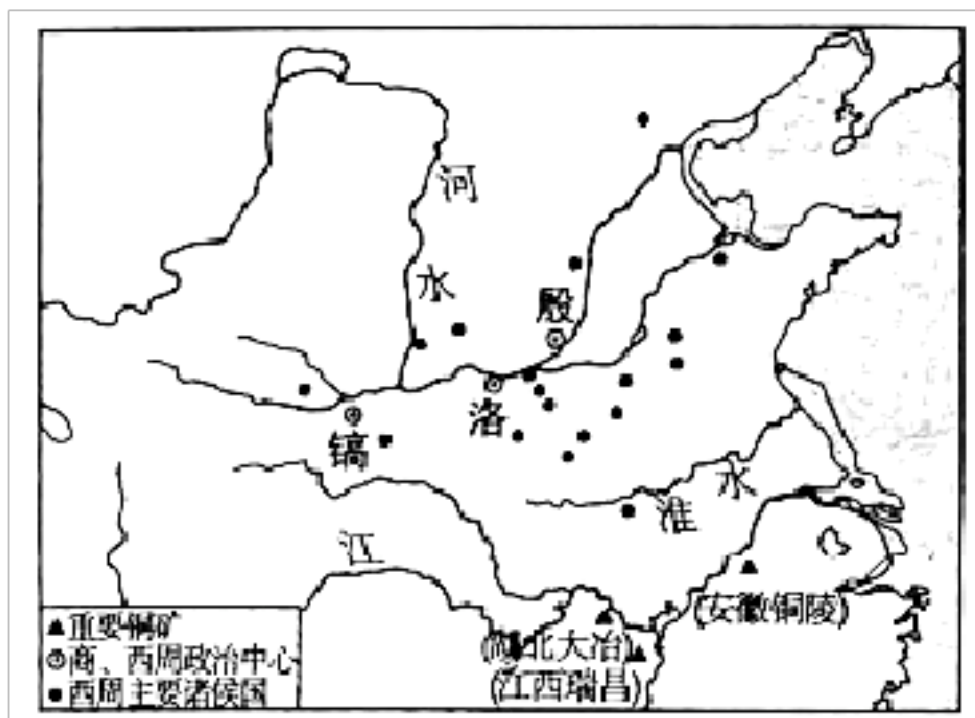 河
水
殷
洛
镐
淮
水
江
(安徽铜陵)
(湖北大冶)
(江西瑞昌)
▲重要铜矿
◎商、西周政治中心
●西周主要诸侯国